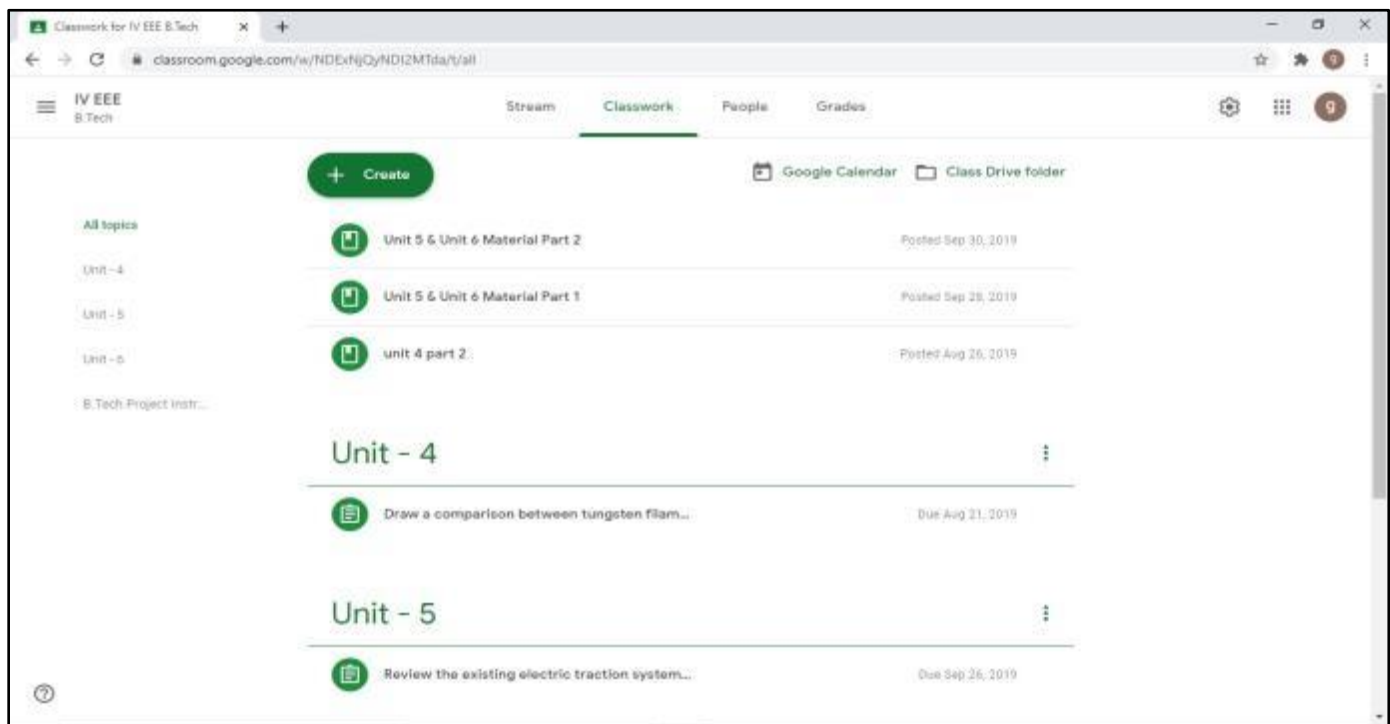 Classwork for IV EEE B.Tech
classroom.google.com/w/NDExNjQyNDI2MTda/t/all
g
IV EEE
B.Tech
Stream Classwork People Grades
g
Create
Google Calendar Class Drive folder
All topics
Unit - 4
Unit - 5
Unit - 6
B.Tech Project Instr...
Unit 5 & Unit 6 Material Part 2 Posted Sep 30, 2019
Unit 5 & Unit 6 Material Part 1 Posted Sep 28, 2019
unit 4 part 2 Posted Aug 26, 2019
Unit - 4
Draw a comparison between tungsten filam... Due Aug 21, 2019
Unit - 5
Review the existing electric traction system... Due Sep 26, 2019